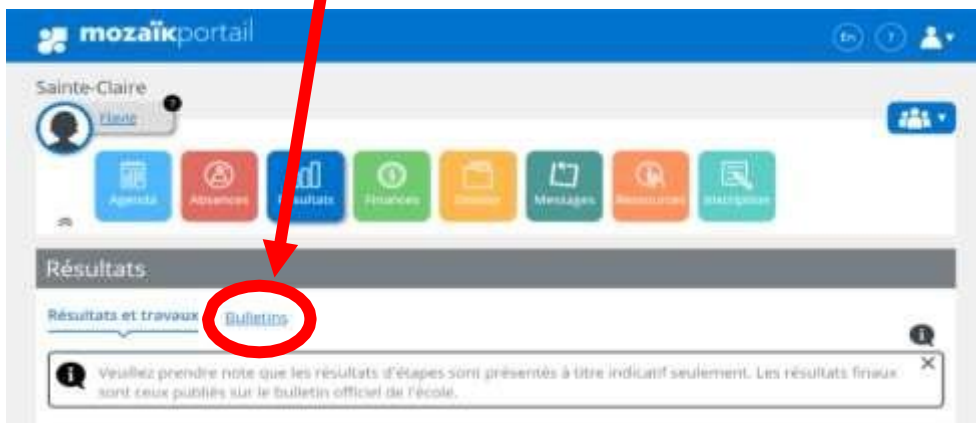 mozaïkportail
En ?
Sainte-Claire
?
Agenda Absences Résultats Finances Dossier Messages Ressources Inscription
Résultats
Résultats et travaux Bulletins
Veuillez prendre note que les résultats d'étapes sont présentés à titre indicatif seulement. Les résultats finaux
sont ceux publiés sur le bulletin officiel de l'école.